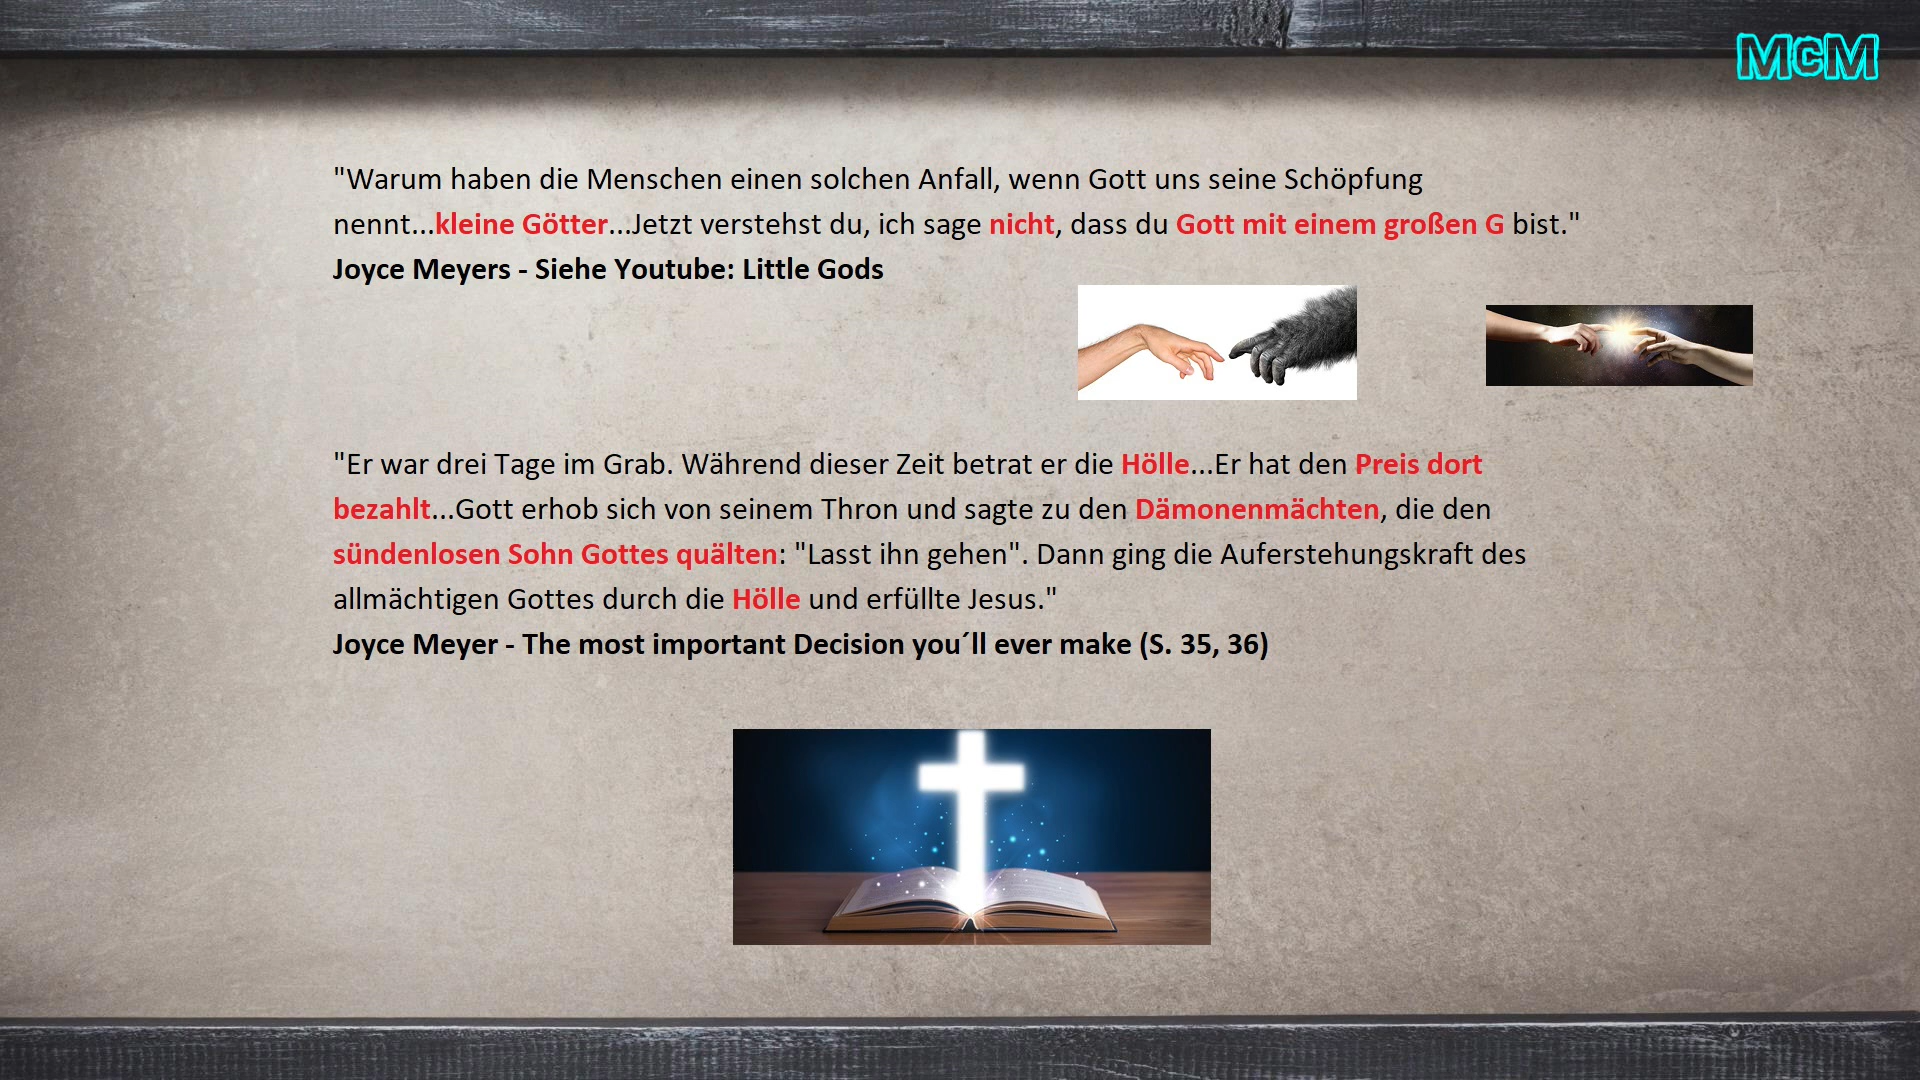 McM
"Warum haben die Menschen einen solchen Anfall, wenn Gott uns seine Schöpfung
nennt...kleine Götter...Jetzt verstehst du, ich sage nicht, dass du Gott mit einem großen G bist."
Joyce Meyers - Siehe Youtube: Little Gods
"Er war drei Tage im Grab. Während dieser Zeit betrat er die Hölle...Er hat den Preis dort
bezahlt...Gott erhob sich von seinem Thron und sagte zu den Dämonenmächten, die den
sündenlosen Sohn Gottes quälten: "Lasst ihn gehen". Dann ging die Auferstehungskraft des
allmächtigen Gottes durch die Hölle und erfüllte Jesus."
Joyce Meyer - The most important Decision you´ll ever make (S. 35, 36)